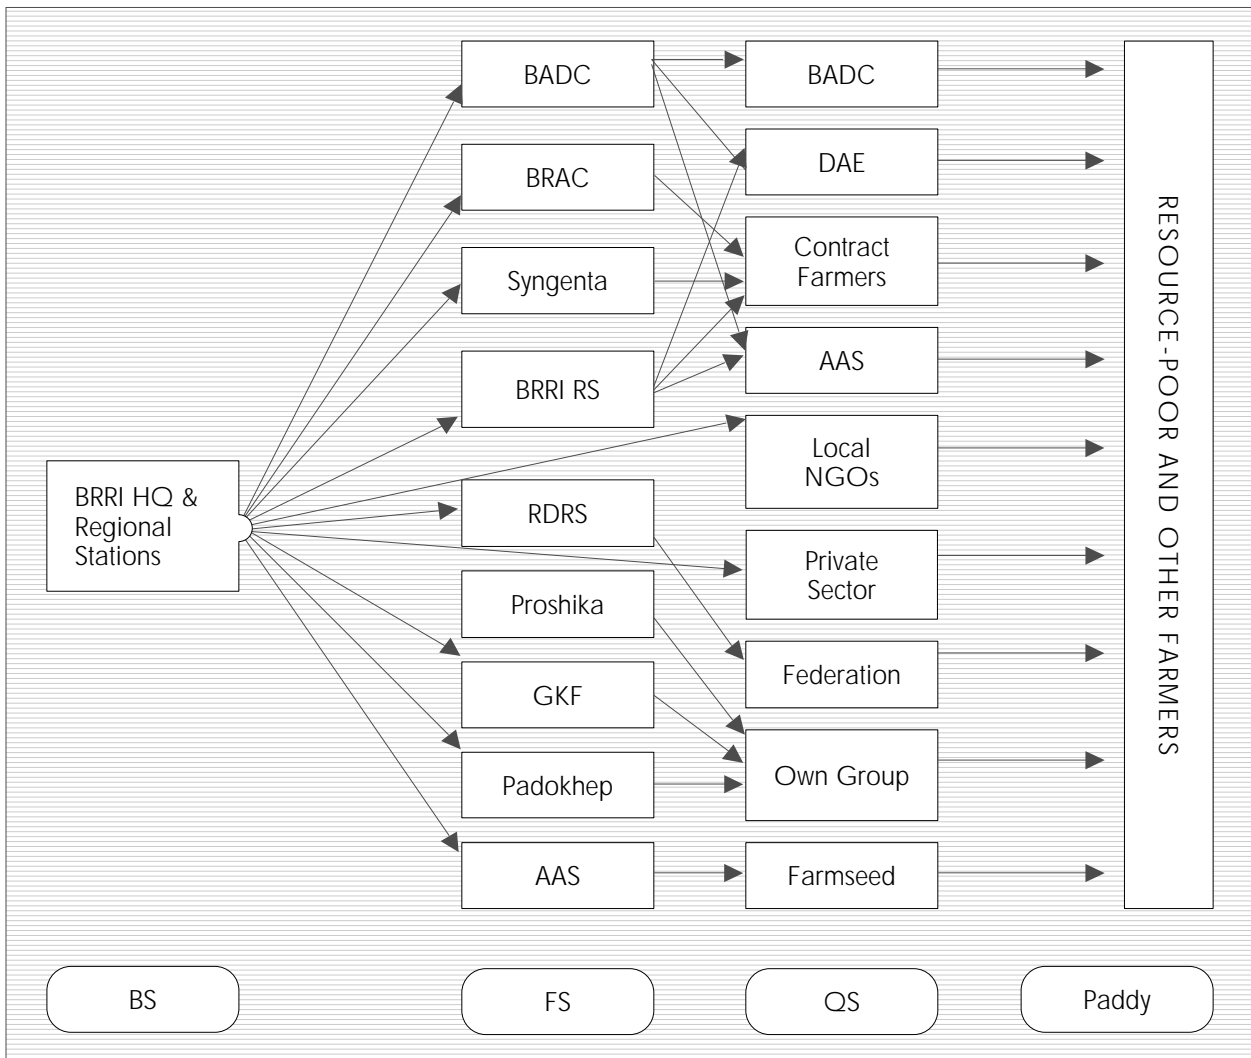 BRRI HQ &
Regional
Stations
BADC
BRAC
Syngenta
BRRI RS
RDRS
Proshika
GKF
Padokhep
AAS
BADC
DAE
Contract
Farmers
AAS
Local
NGOs
Private
Sector
Federation
Own Group
Farmseed
RESOURCE-POOR AND OTHER FARMERS
BS
FS
QS
Paddy